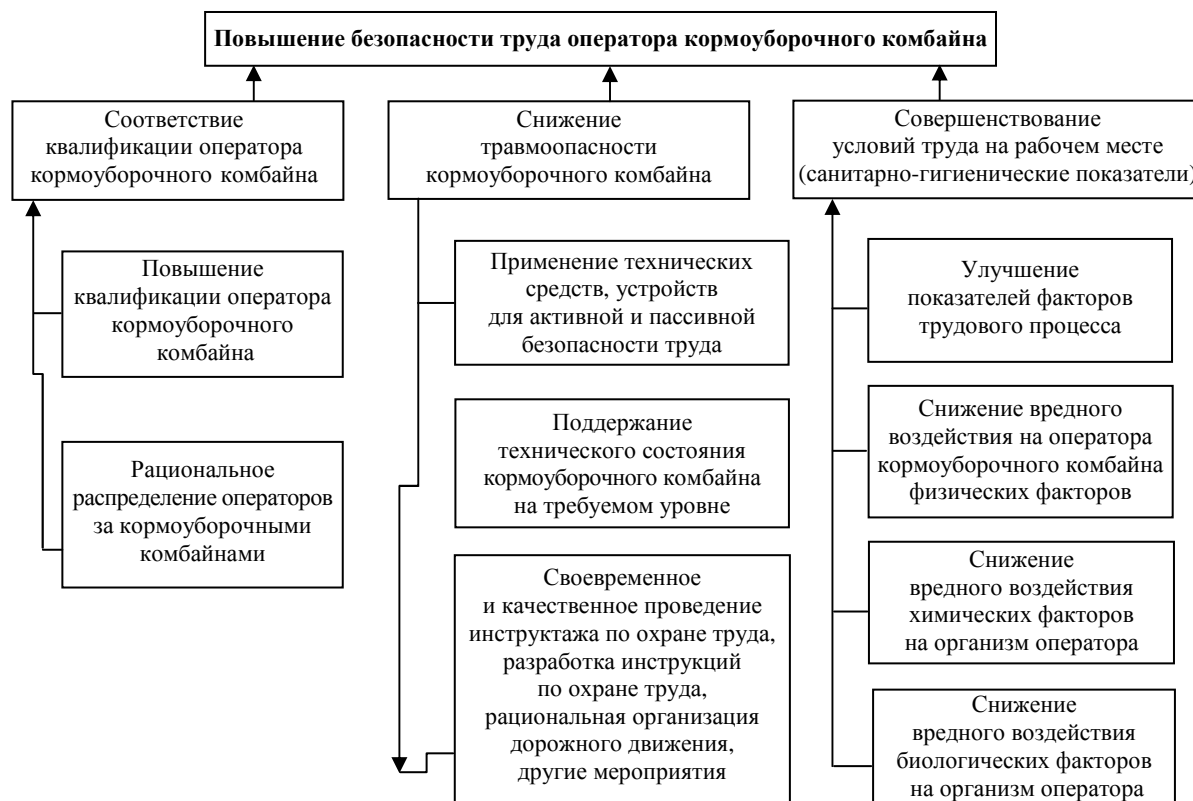 Повышение безопасности труда оператора кормоуборочного комбайна
Соответствие
квалификации оператора
кормоуборочного комбайна
Повышение
квалификации оператора
кормоуборочного
комбайна
Рациональное
распределение операторов
за кормоуборочными
комбайнами
Снижение
травмоопасности
кормоуборочного комбайна
Применение технических
средств, устройств
для активной и пассивной
безопасности труда
Поддержание
технического состояния
кормоуборочного комбайна
на требуемом уровне
Своевременное
и качественное проведение
инструктажа по охране труда,
разработка инструкций
по охране труда,
рациональная организация
дорожного движения,
другие мероприятия
Совершенствование
условий труда на рабочем месте
(санитарно-гигиенические показатели)
Улучшение
показателей факторов
трудового процесса
Снижение вредного
воздействия на оператора
кормоуборочного комбайна
физических факторов
Снижение
вредного воздействия
химических факторов
на организм оператора
Снижение
вредного воздействия
биологических факторов
на организм оператора